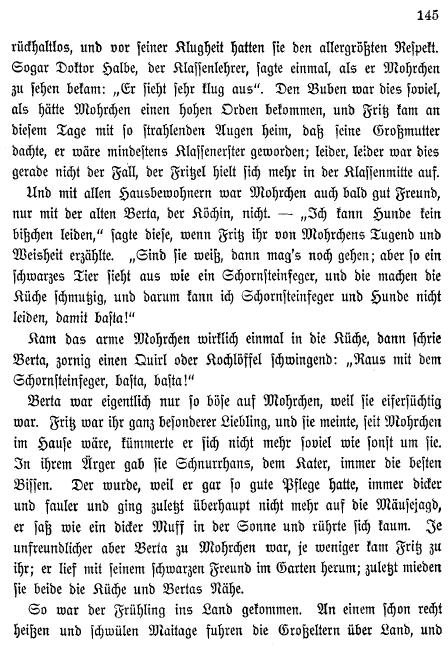 145
rückhaltlos, und vor seiner Klugheit hatten sie den allergrößten Respekt.
Sogar Doktor Halbe, der Klassenlehrer, sagte einmal, als er Mohrchen
zu sehen bekam: „Er sieht sehr klug aus“. Den Buben war dies soviel,
als hätte Mohrchen einen hohen Orden bekommen, und Fritz kam an
diesem Tage mit so strahlenden Augen heim, daß seine Großmutter
dachte, er wäre mindestens Klassenerster geworden; leider, leider war dies
gerade nicht der Fall, der Fritzel hielt sich mehr in der Klassenmitte auf.
Und mit allen Hausbewohnern war Mohrchen auch bald gut Freund,
nur mit der alten Berta, der Köchin, nicht. — „Ich kann Hunde kein
bißchen leiden,“ sagte diese, wenn Fritz ihr von Mohrchens Tugend und
Weisheit erzählte. „Sind sie weiß, dann mag's noch gehen; aber so ein
schwarzes Tier sieht aus wie ein Schornsteinfeger, und die machen die
Küche schmutzig, und darum kann ich Schornsteinfeger und Hunde nicht
leiden, damit basta!“
Kam das arme Mohrchen wirklich einmal in die Küche, dann schrie
Berta, zornig einen Quirl oder Kochlöffel schwingend: „Raus mit dem
Schornsteinfeger, basta, basta!“
Berta war eigentlich nur so böse auf Mohrchen, weil sie eifersüchtig
war. Fritz war ihr ganz besonderer Liebling, und sie meinte, seit Mohrchen
im Hause wäre, kümmerte er sich nicht mehr soviel wie sonst um sie.
In ihrem Ärger gab sie Schnurrhans, dem Kater, immer die besten
Bissen. Der wurde, weil er gar so gute Pflege hatte, immer dicker
und fauler und ging zuletzt überhaupt nicht mehr auf die Mäusejagd,
er saß wie ein dicker Muff in der Sonne und rührte sich kaum. Je
unfreundlicher aber Berta zu Mohrchen war, je weniger kam Fritz zu
ihr; er lief mit seinem schwarzen Freund im Garten herum; zuletzt mieden
sie beide die Küche und Bertas Nähe.
So war der Frühling ins Land gekommen. An einem schon recht
heißen und schwülen Maitage fuhren die Großeltern über Land, und